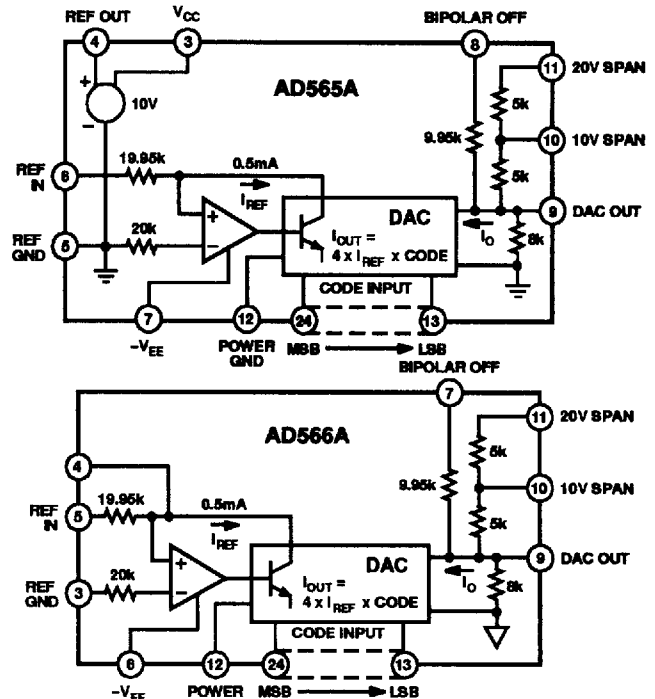 REF OUT VCC BIPOLAR OFF
4 3 8
11 20V SPAN
+ 10V AD565A 5k
−
9.95k 10 10V SPAN
REF IN 6 19.95k 0.5mA 5k
IREF
+ DAC 9 DAC OUT
REF GND 5 20k − IOUT = 4 x IREF x CODE IO 8k
CODE INPUT
7 12 24 13
−VEE POWER GND MSB LSB
BIPOLAR OFF
7
11 20V SPAN
AD566A 5k
4
9.95k 10 10V SPAN
REF IN 5 19.95k 0.5mA 5k
IREF
+ DAC 9 DAC OUT
REF GND 3 20k − IOUT = 4 x IREF x CODE IO 8k
CODE INPUT
6 12 24 13
−VEE POWER MSB LSB